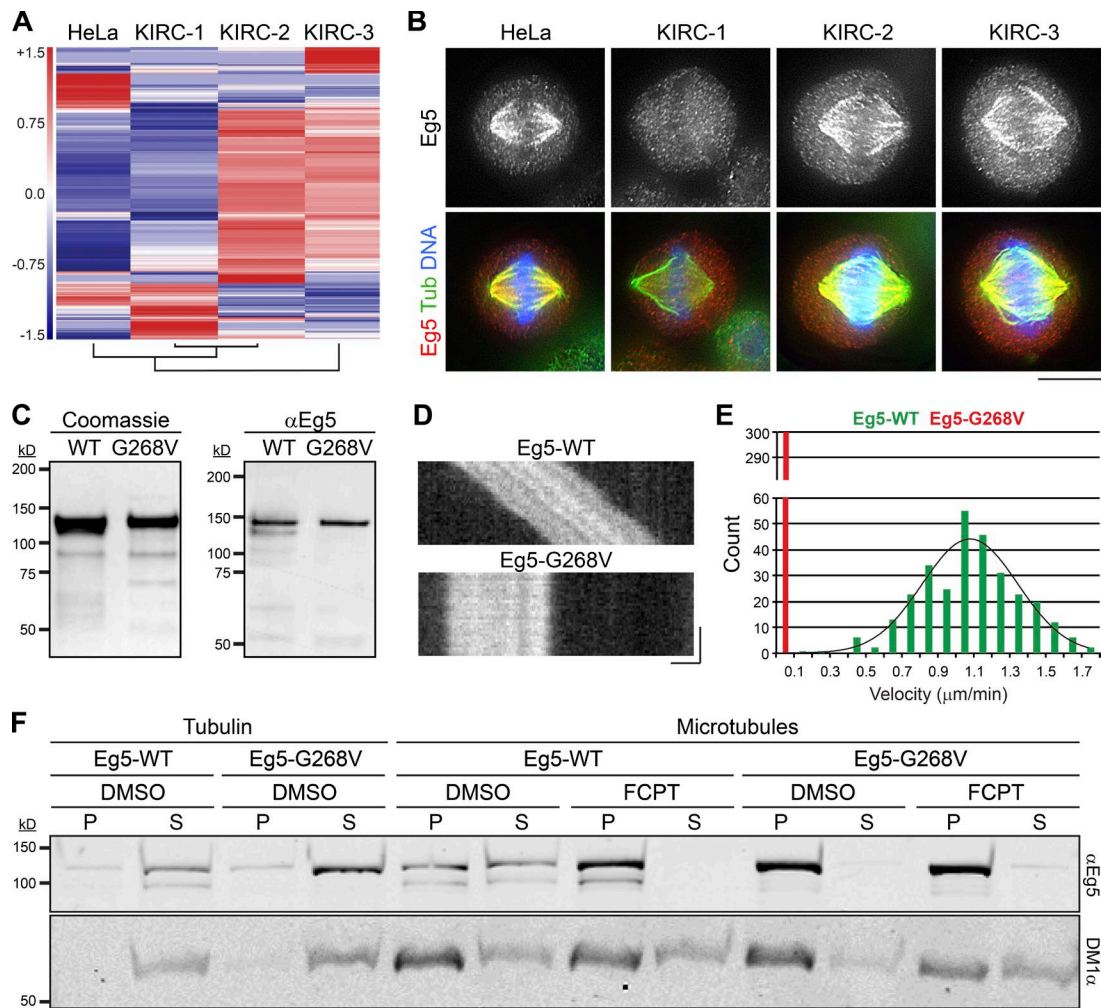 A
HeLa KIRC-1 KIRC-2 KIRC-3
+1.5
0.75
0.0
-0.75
-1.5
B
HeLa KIRC-1 KIRC-2 KIRC-3
Eg5
Eg5 Tub DNA
C
Coomassie
kD WT G268V
200
150
100
75
50
αEg5
kD WT G268V
200
150
100
75
50
D
Eg5-WT
Eg5-G268V
E
Eg5-WT Eg5-G268V
300
290
60
50
40
30
20
10
0
Count
0.1 0.3 0.5 0.7 0.9 1.1 1.3 1.5 1.7
Velocity (μm/min)
F
Tubulin Microtubules
Eg5-WT Eg5-G268V Eg5-WT Eg5-G268V
DMSO DMSO DMSO FCPT DMSO FCPT
kD P S P S P S P S P S P S
150
100
αEg5
50
DM1α